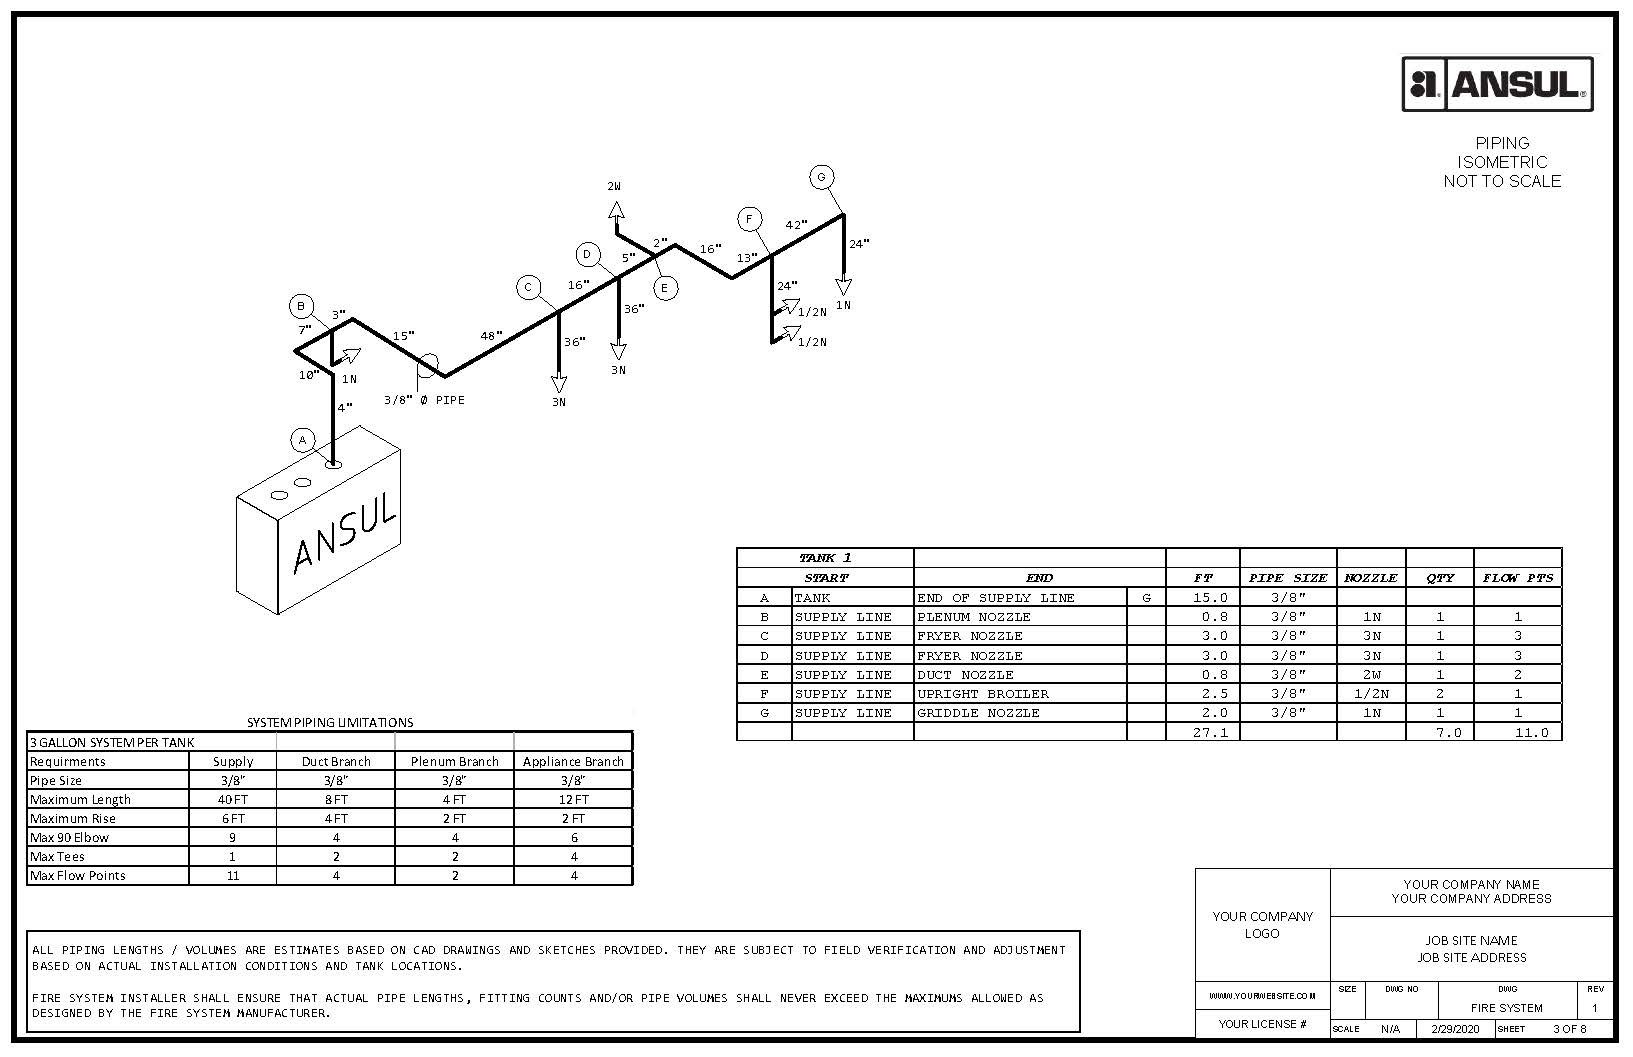 a. ANSUL®
PIPING
ISOMETRIC
NOT TO SCALE
G
2W
F
42"
24"
1N
D
5"
2"
16"
13"
E
24"
1/2N
1/2N
C
16"
36"
3N
B
3"
7"
15"
48"
36"
3N
10"
1N
3/8" Ø PIPE
4"
A
ANSUL
TANK 1
START END FT PIPE SIZE NOZZLE QTY FLOW PTS
A TANK END OF SUPPLY LINE G 15.0 3/8"
B SUPPLY LINE PLENUM NOZZLE 0.8 3/8" 1N 1 1
C SUPPLY LINE FRYER NOZZLE 3.0 3/8" 3N 1 3
D SUPPLY LINE FRYER NOZZLE 3.0 3/8" 3N 1 3
E SUPPLY LINE DUCT NOZZLE 0.8 3/8" 2W 1 2
F SUPPLY LINE UPRIGHT BROILER 2.5 3/8" 1/2N 2 1
G SUPPLY LINE GRIDDLE NOZZLE 2.0 3/8" 1N 1 1
27.1 7.0 11.0
SYSTEM PIPING LIMITATIONS
3 GALLON SYSTEM PER TANK
Requirments Supply Duct Branch Plenum Branch Appliance Branch
Pipe Size 3/8" 3/8" 3/8" 3/8"
Maximum Length 40 FT 8 FT 4 FT 12 FT
Maximum Rise 6 FT 4 FT 2 FT 2 FT
Max 90 Elbow 9 4 4 6
Max Tees 1 2 2 4
Max Flow Points 11 4 2 4
ALL PIPING LENGTHS / VOLUMES ARE ESTIMATES BASED ON CAD DRAWINGS AND SKETCHES PROVIDED. THEY ARE SUBJECT TO FIELD VERIFICATION AND ADJUSTMENT
BASED ON ACTUAL INSTALLATION CONDITIONS AND TANK LOCATIONS.
FIRE SYSTEM INSTALLER SHALL ENSURE THAT ACTUAL PIPE LENGTHS, FITTING COUNTS AND/OR PIPE VOLUMES SHALL NEVER EXCEED THE MAXIMUMS ALLOWED AS
DESIGNED BY THE FIRE SYSTEM MANUFACTURER.
YOUR COMPANY
LOGO
WWW.YOURWEBSITE.COM
YOUR LICENSE #
YOUR COMPANY NAME
YOUR COMPANY ADDRESS
JOB SITE NAME
JOB SITE ADDRESS
SIZE DWG NO DWG REV
FIRE SYSTEM 1
SCALE N/A 2/29/2020 SHEET 3 OF 8